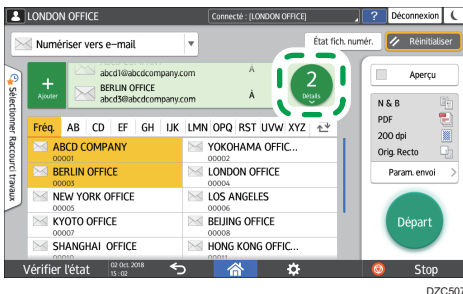 LONDON OFFICE
Connecté : [LONDON OFFICE]
?
Déconnexion
Numériser vers e-mail
État fich. numér.
Réinitialiser
Sélectionner Raccourci travaux
+
Ajouter
abcd1@abcdcompany.com
À
BERLIN OFFICE
abcd3@abcdcompany.com
À
2
Détails
Aperçu
N & B
PDF
200 dpi
Orig. Recto
Param. envoi
Fréq. AB CD EF GH IJK LMN OPQ RST UVW XYZ
ABCD COMPANY
00001
YOKOHAMA OFFIC...
00002
BERLIN OFFICE
00003
LONDON OFFICE
00004
NEW YORK OFFICE
00005
LOS ANGELES
00006
KYOTO OFFICE
00007
BEIJING OFFICE
00008
SHANGHAI OFFICE
HONG KONG OFFIC...
Départ
Vérifier l'état
02 Oct. 2018
15 : 02
Stop
DZC507